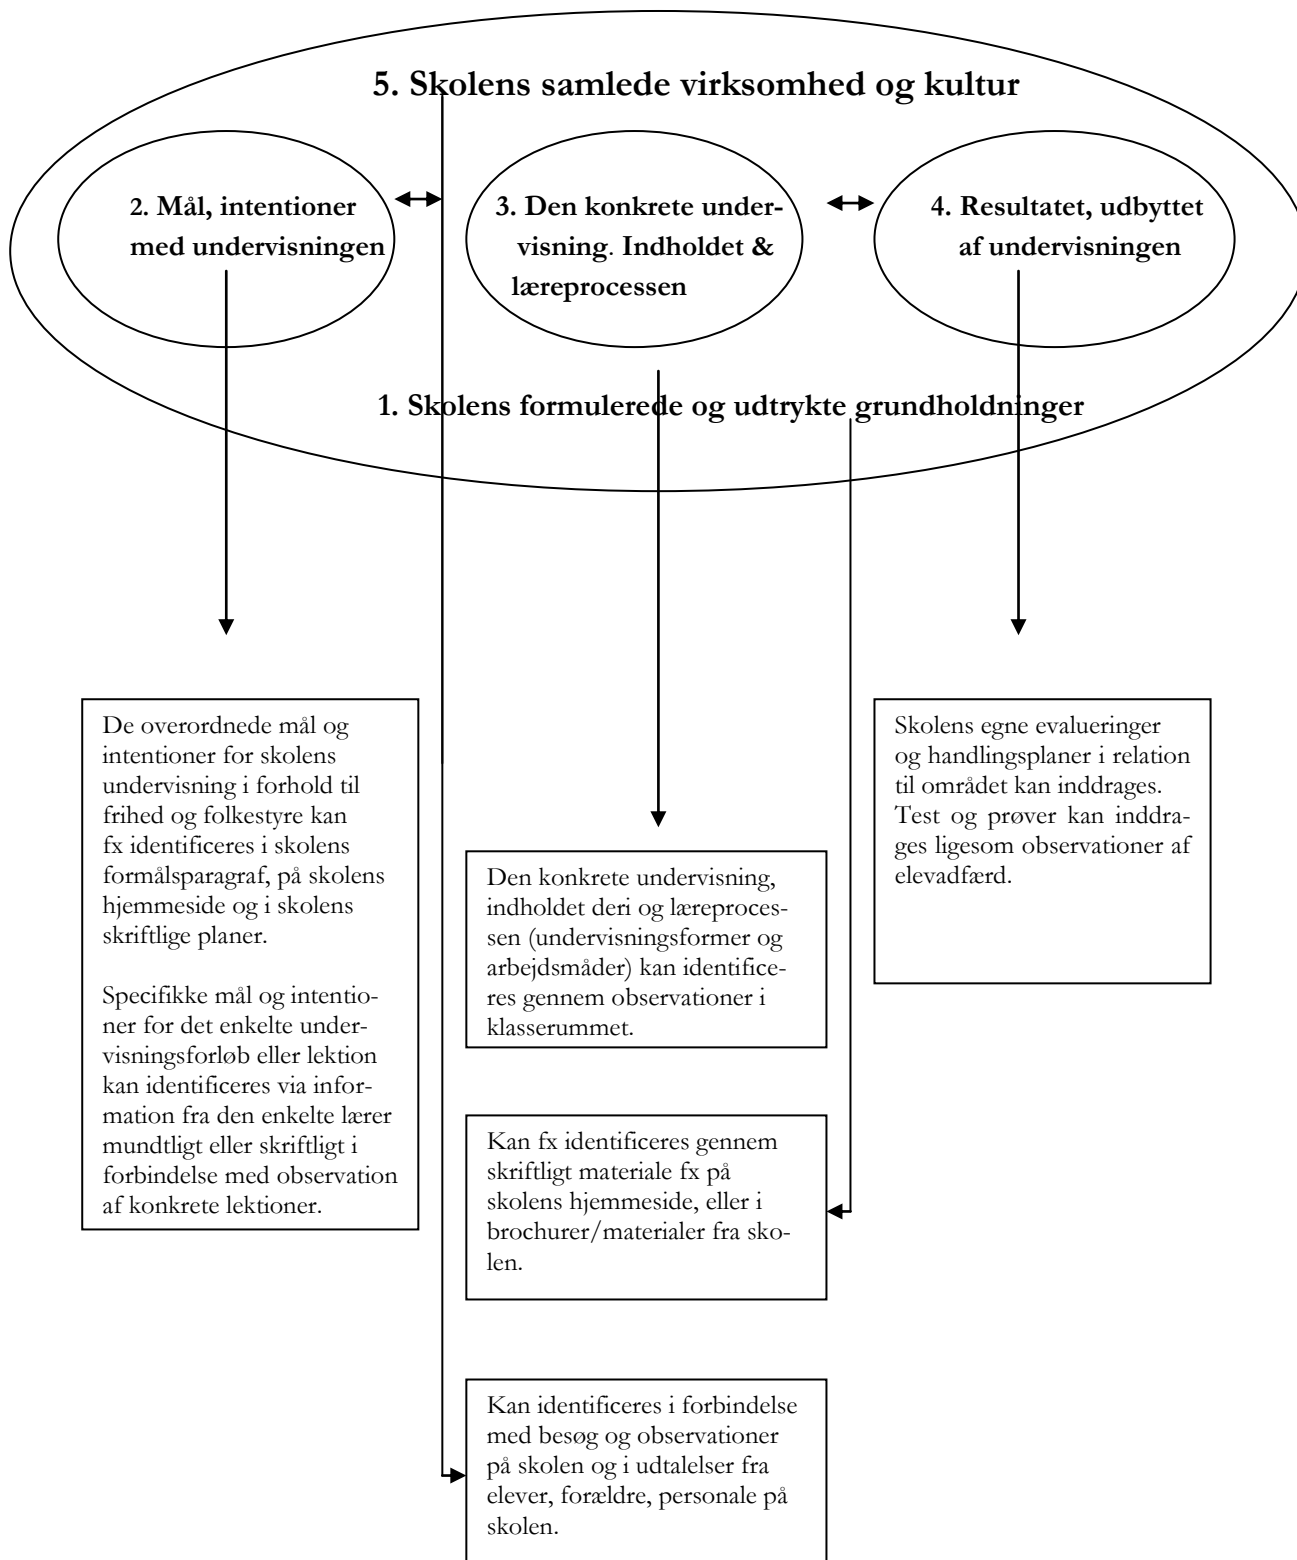 5. Skolens samlede virksomhed og kultur
2. Mål, intentioner
med undervisningen
3. Den konkrete under-
visning. Indholdet &
læreprocessen
4. Resultatet, udbyttet
af undervisningen
1. Skolens formulerede og udtrykte grundholdninger
De overordnede mål og
intentioner for skolens
undervisning i forhold til
frihed og folkestyre kan
fx identificeres i skolens
formålsparagraf, på skolens
hjemmeside og i skolens
skriftlige planer.
Specifikke mål og intentio-
ner for det enkelte under-
visningsforløb eller lektion
kan identificeres via infor-
mation fra den enkelte lærer
mundtligt eller skriftligt i
forbindelse med observation
af konkrete lektioner.
Den konkrete undervisning,
indholdet deri og læreproces-
sen (undervisningsformer og
arbejdsmåder) kan identifice-
res gennem observationer i
klasserummet.
Skolens egne evalueringer
og handlingsplaner i relation
til området kan inddrages.
Test og prøver kan inddra-
ges ligesom observationer af
elevadfærd.
Kan fx identificeres gennem
skriftligt materiale fx på
skolens hjemmeside, eller i
brochurer/materialer fra sko-
len.
Kan identificeres i forbindelse
med besøg og observationer
på skolen og i udtalelser fra
elever, forældre, personale på
skolen.